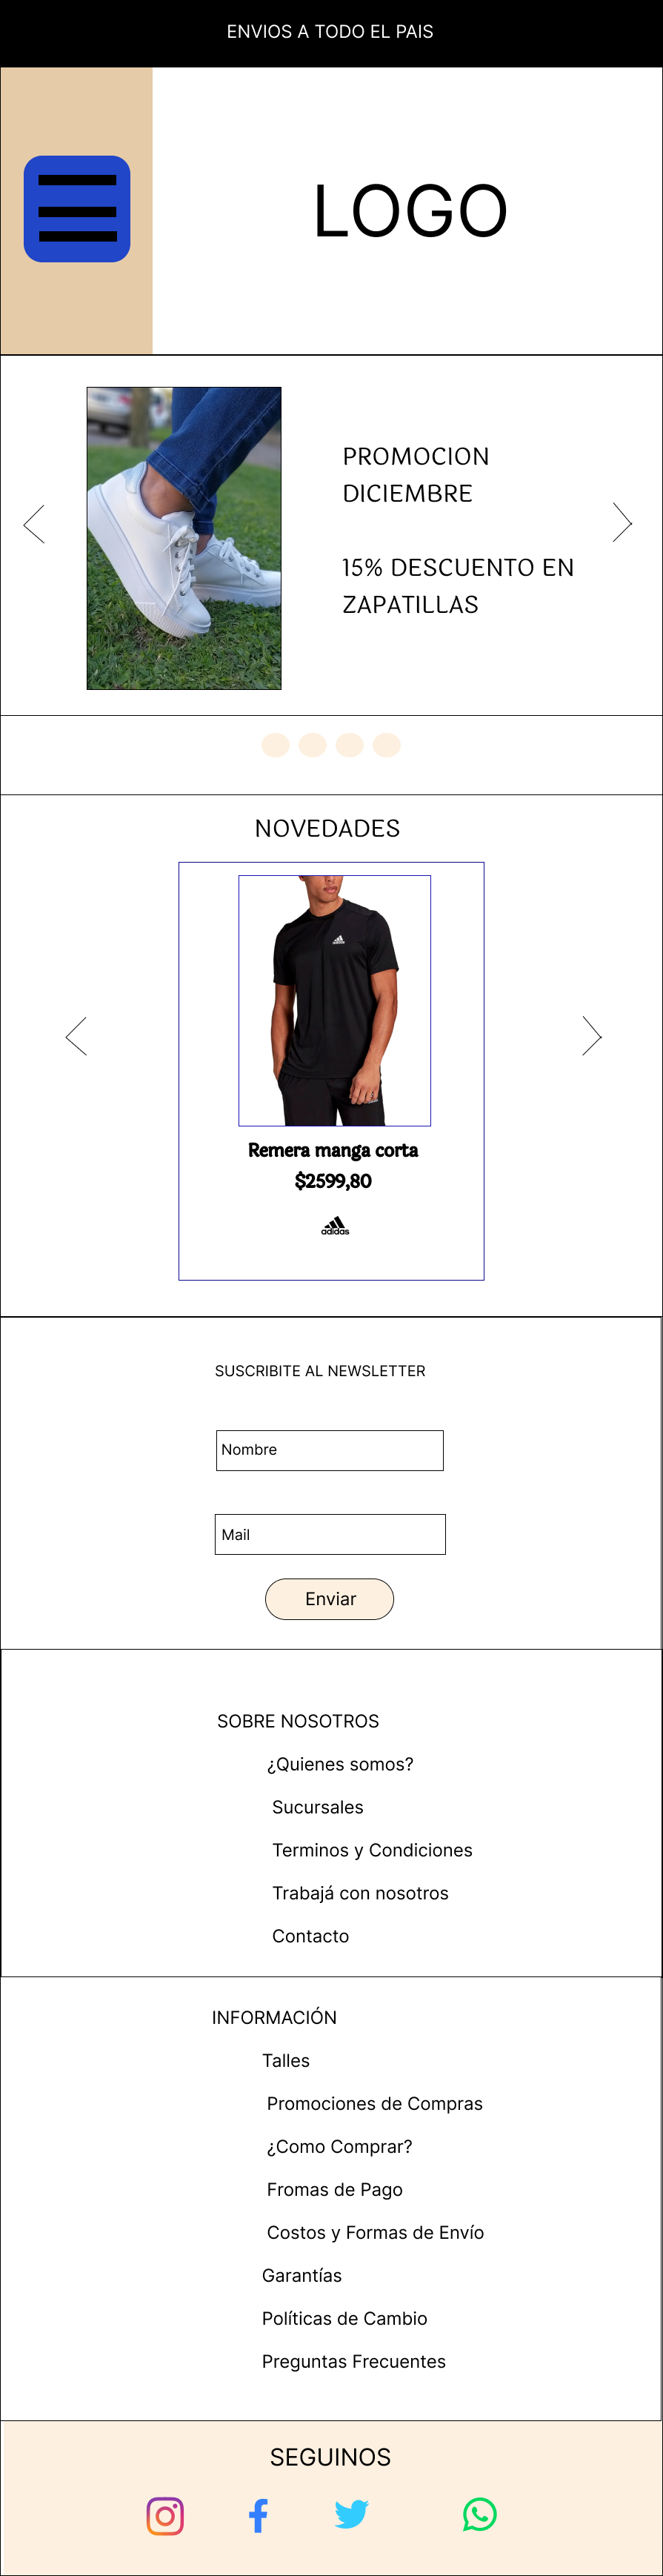 ENVIOS A TODO EL PAIS
LOGO
PROMOCION
DICIEMBRE
15% DESCUENTO EN
ZAPATILLAS
NOVEDADES
Remera manga corta
$2599,80
adidas
SUSCRIBITE AL NEWSLETTER
Nombre
Mail
Enviar
SOBRE NOSOTROS
¿Quienes somos?
Sucursales
Terminos y Condiciones
Trabajá con nosotros
Contacto
INFORMACIÓN
Talles
Promociones de Compras
¿Como Comprar?
Fromas de Pago
Costos y Formas de Envío
Garantías
Políticas de Cambio
Preguntas Frecuentes
SEGUINOS